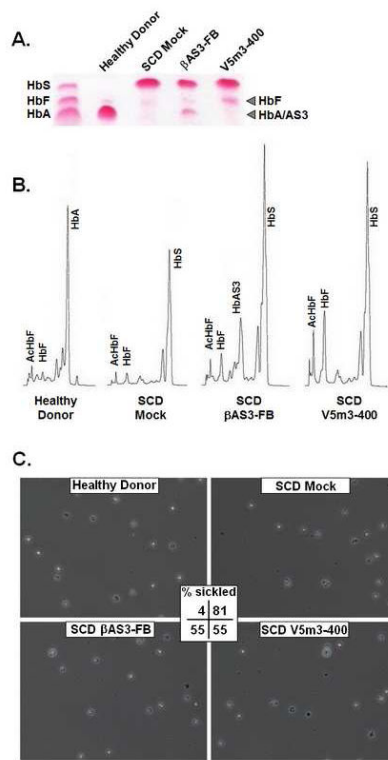 A.
Healthy Donor
SCD Mock
βAS3-FB
V5m3-400
HbS
HbF
HbA
HbF
HbA/AS3
B.
AcHbF
HbF
HbA
AcHbF
HbF
HbS
AcHbF
HbF
HbAS3
HbS
AcHbF
HbF
HbS
Healthy
Donor
SCD
Mock
SCD
βAS3-FB
SCD
V5m3-400
C.
Healthy Donor
SCD Mock
% sickled
4 81
55 55
SCD βAS3-FB
SCD V5m3-400